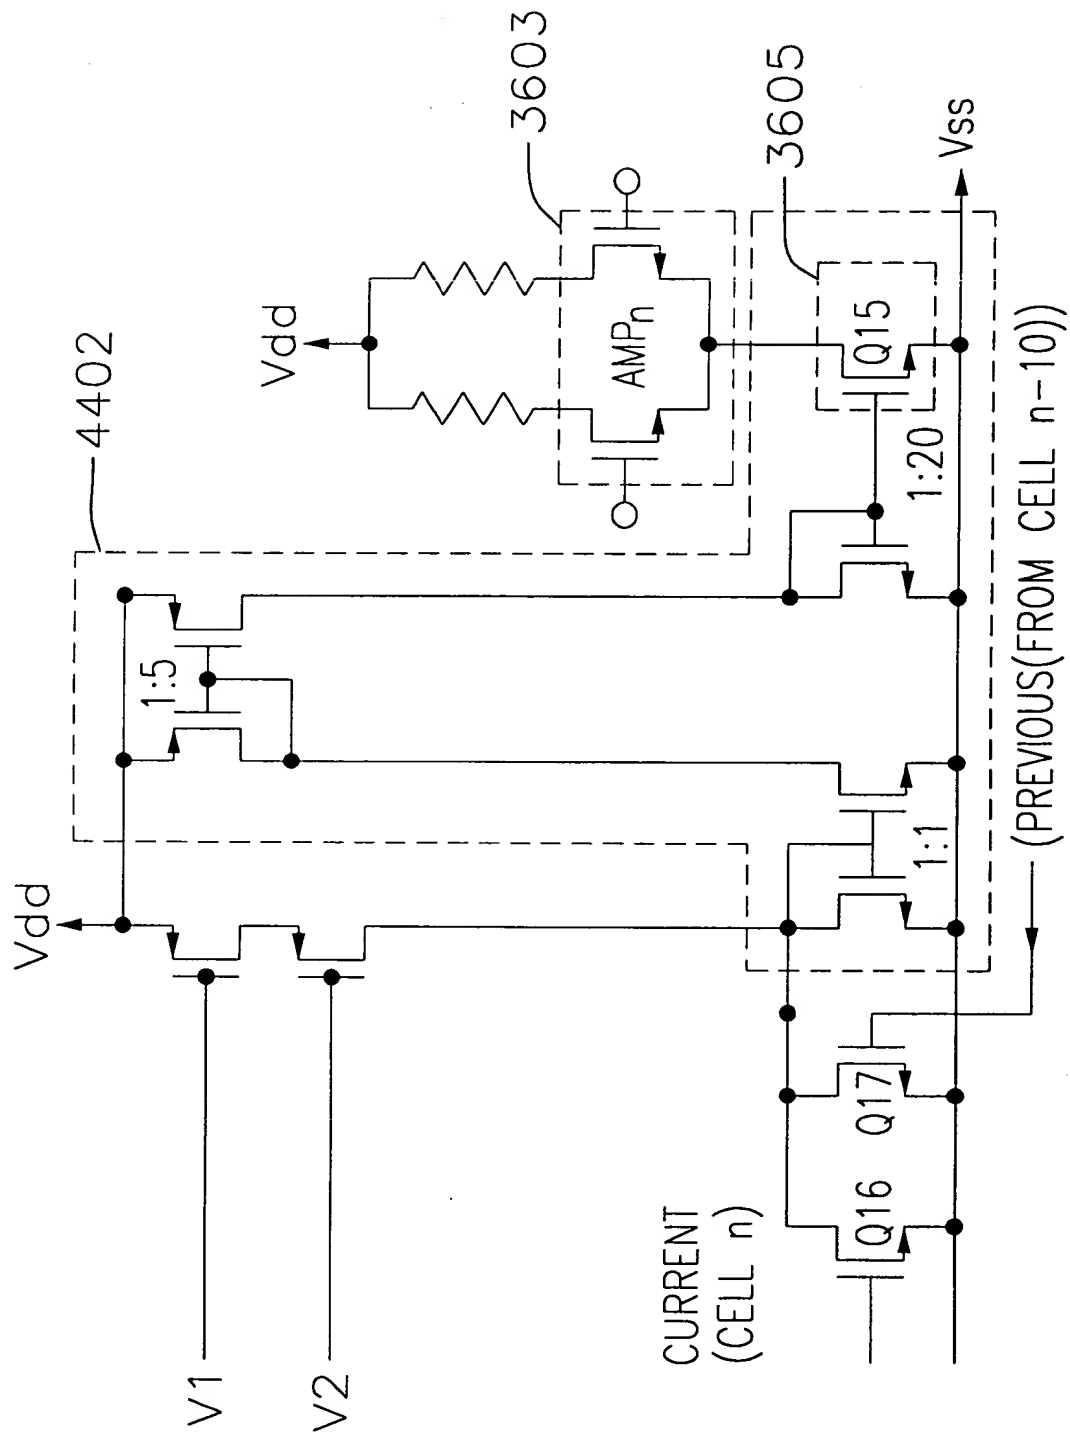 4402
Vdd
Vdd
3603
3605
V1
V2
1:5
AMPn
Q15
1:20
1:1
Vss
Q17
Q16
CURRENT
(CELL n)
(PREVIOUS(FROM CELL n-10))